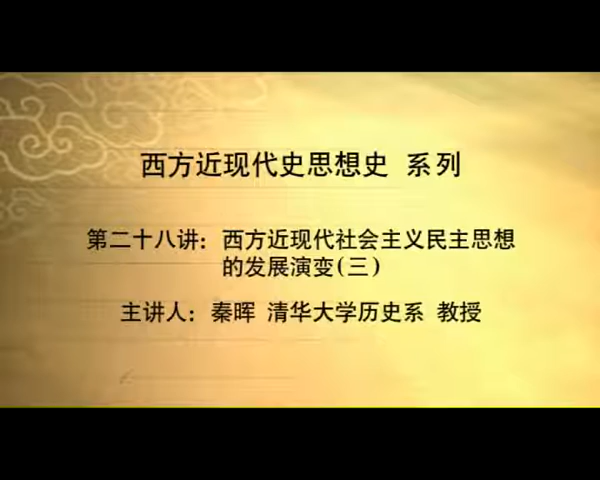 西方近现代史思想史 系列
第二十八讲：西方近现代社会主义民主思想
的发展演变(三)
主讲人：秦晖 清华大学历史系 教授